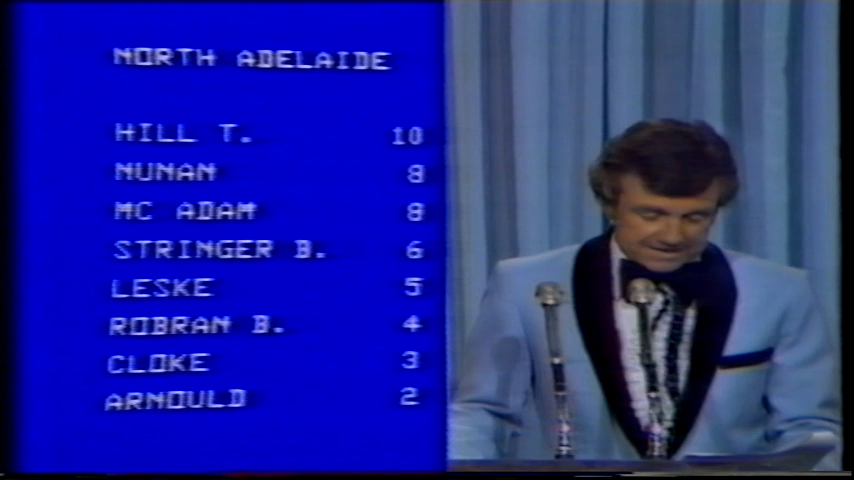 NORTH ADELAIDE
HILL T. 10
NUNAN 8
MC ADAM 8
STRINGER B. 6
LESKE 5
ROBRAN B. 4
CLOKE 3
ARNOULD 2